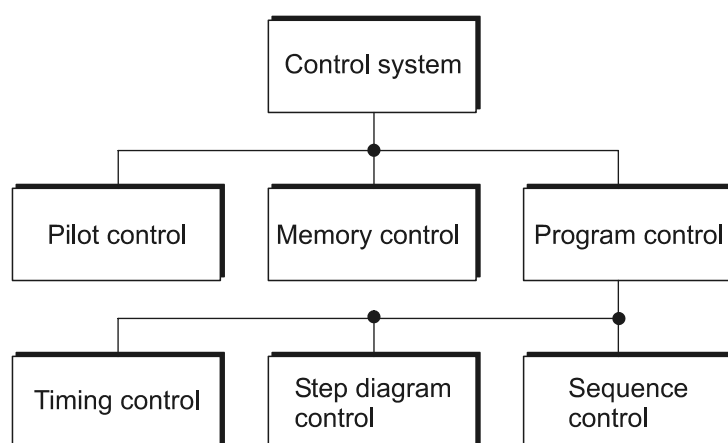 Control system
Pilot control
Memory control
Program control
Timing control
Step diagram
control
Sequence
control